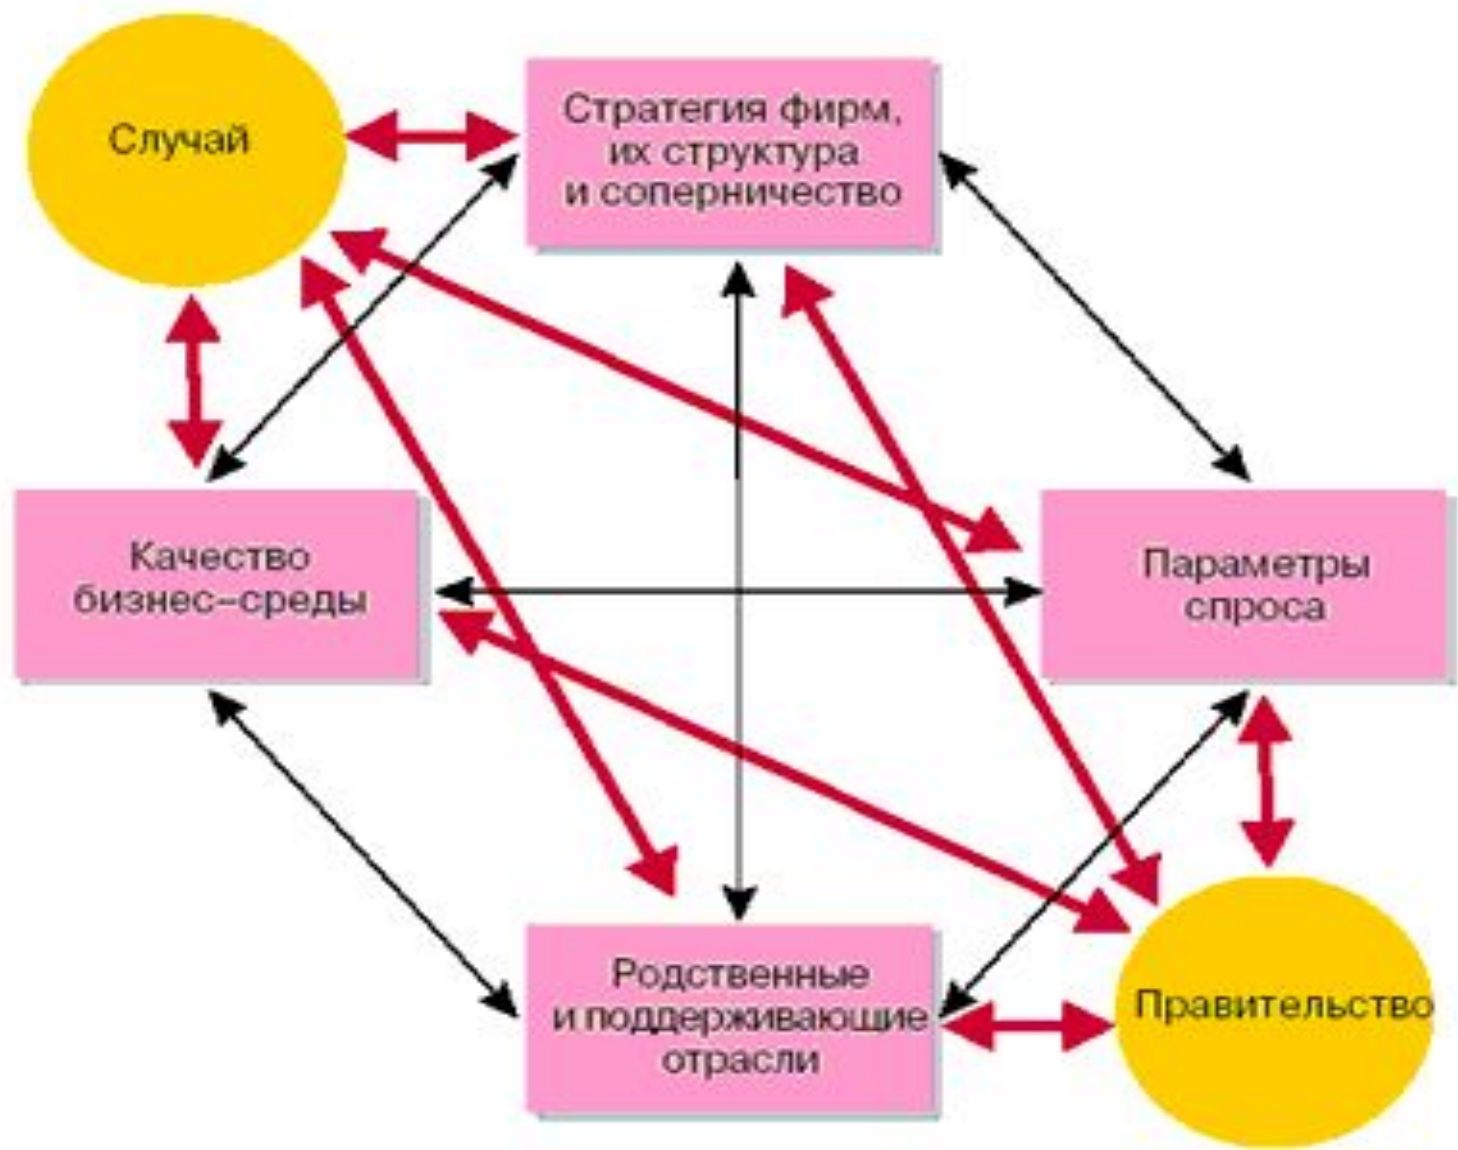 Случай
Стратегия фирм,
их структура
и соперничество
Качество
бизнес–среды
Параметры
спроса
Родственные
и поддерживающие
отрасли
Правительство